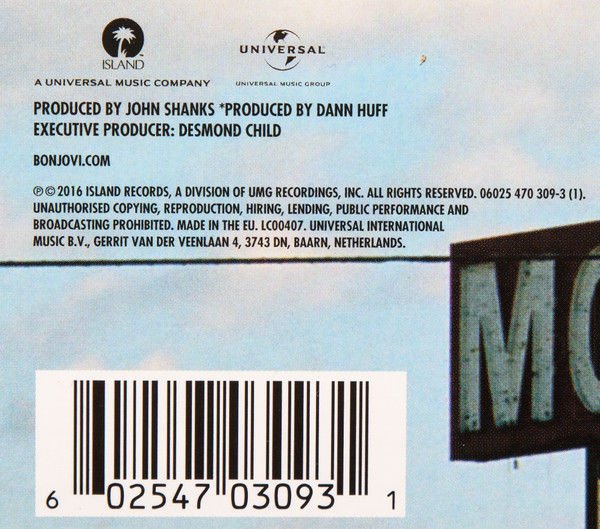 ISLAND
A UNIVERSAL MUSIC COMPANY
UNIVERSAL
UNIVERSAL MUSIC GROUP
PRODUCED BY JOHN SHANKS *PRODUCED BY DANN HUFF
EXECUTIVE PRODUCER: DESMOND CHILD
BONJOVI.COM
℗ © 2016 ISLAND RECORDS, A DIVISION OF UMG RECORDINGS, INC. ALL RIGHTS RESERVED. 06025 470 309-3 (1).
UNAUTHORISED COPYING, REPRODUCTION, HIRING, LENDING, PUBLIC PERFORMANCE AND
BROADCASTING PROHIBITED. MADE IN THE EU. LC00407. UNIVERSAL INTERNATIONAL
MUSIC B.V., GERRIT VAN DER VEENLAAN 4, 3743 DN, BAARN, NETHERLANDS.
MO
6 02547 03093 1